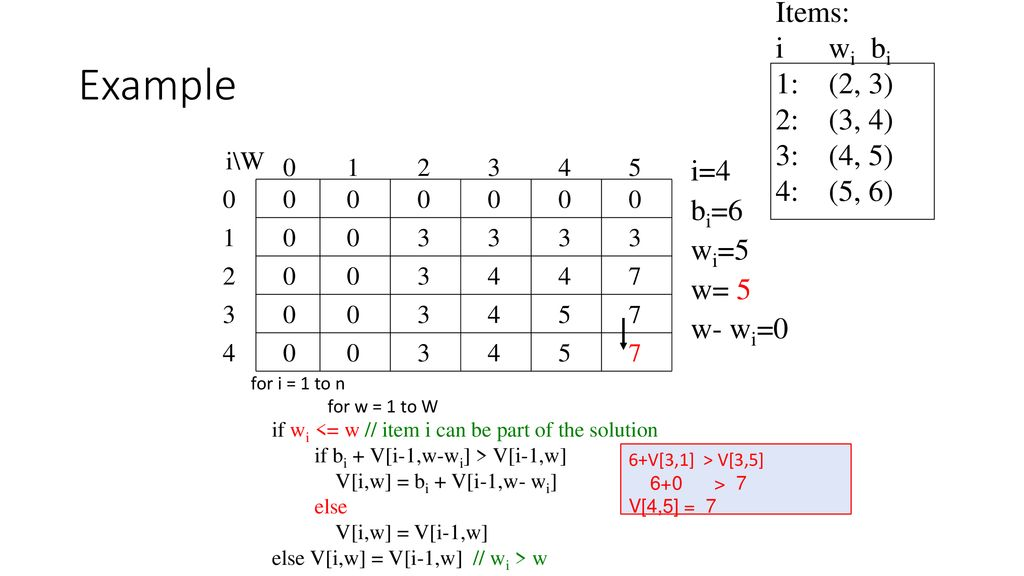 Items:
i wi bi
1: (2, 3)
2: (3, 4)
3: (4, 5)
4: (5, 6)
Example
i\W 0 1 2 3 4 5
0 0 0 0 0 0 0
1 0 0 3 3 3 3
2 0 0 3 4 4 7
3 0 0 3 4 5 7
4 0 0 3 4 5 7
i=4
bi=6
wi=5
w= 5
w- wi=0
for i = 1 to n
for w = 1 to W
if wi <= w // item i can be part of the solution
if bi + V[i-1,w-wi] > V[i-1,w]
V[i,w] = bi + V[i-1,w- wi]
else
V[i,w] = V[i-1,w]
else V[i,w] = V[i-1,w] // wi > w
6+V[3,1] > V[3,5]
6+0 > 7
V[4,5] = 7